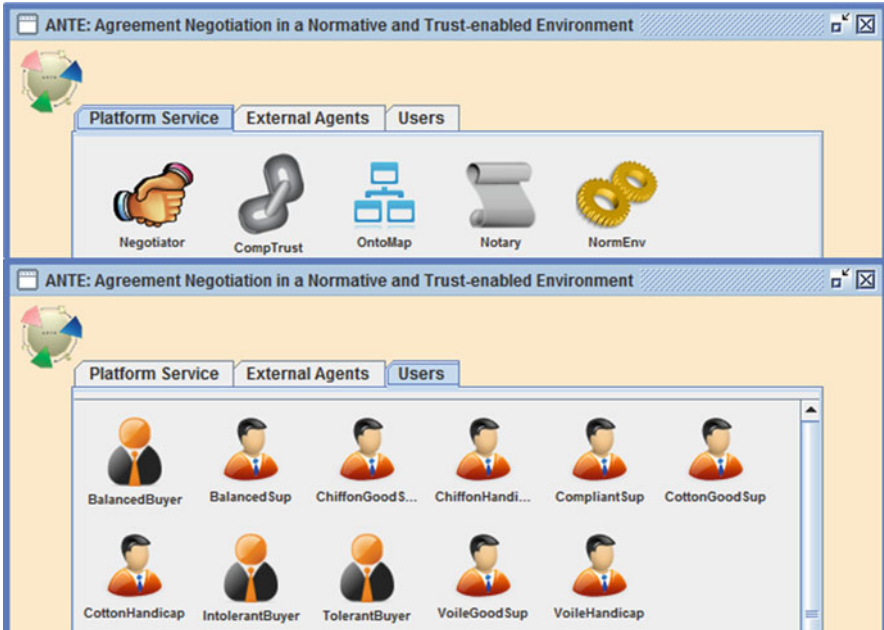 ANTE: Agreement Negotiation in a Normative and Trust-enabled Environment
ANTE
Platform Service External Agents Users
Negotiator CompTrust OntoMap Notary NormEnv
ANTE: Agreement Negotiation in a Normative and Trust-enabled Environment
ANTE
Platform Service External Agents Users
BalancedBuyer BalancedSup ChiffonGoodS... ChiffonHandi... CompliantSup CottonGoodSup
CottonHandicap IntolerantBuyer TolerantBuyer VoileGoodSup VoileHandicap